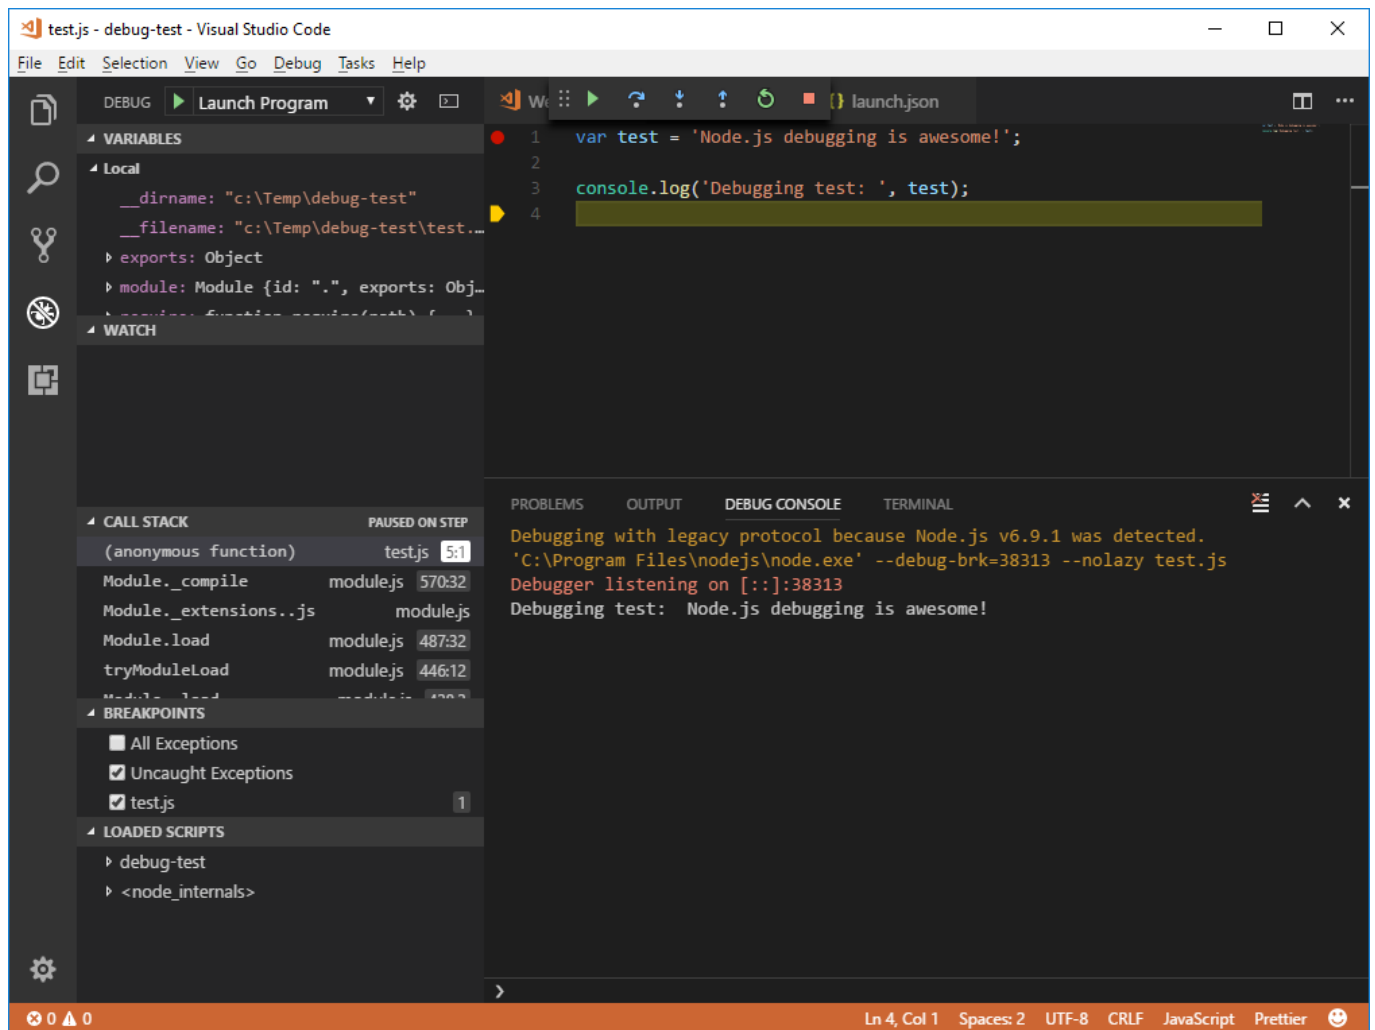 test.js - debug-test - Visual Studio Code
File Edit Selection View Go Debug Tasks Help
DEBUG Launch Program
VARIABLES
Local
__dirname: "c:\Temp\debug-test"
__filename: "c:\Temp\debug-test\test.…
exports: Object
module: Module {id: ".", exports: Obj…
WATCH
CALL STACK PAUSED ON STEP
(anonymous function) test.js 5:1
Module._compile module.js 570:32
Module._extensions..js module.js
Module.load module.js 487:32
tryModuleLoad module.js 446:12
BREAKPOINTS
All Exceptions
Uncaught Exceptions
test.js 1
LOADED SCRIPTS
debug-test
<node_internals>
We {} launch.json
1 var test = 'Node.js debugging is awesome!';
2
3 console.log('Debugging test: ', test);
4
PROBLEMS OUTPUT DEBUG CONSOLE TERMINAL
Debugging with legacy protocol because Node.js v6.9.1 was detected.
'C:\Program Files\nodejs\node.exe' --debug-brk=38313 --nolazy test.js
Debugger listening on [::]:38313
Debugging test:  Node.js debugging is awesome!
0 0 Ln 4, Col 1 Spaces: 2 UTF-8 CRLF JavaScript Prettier